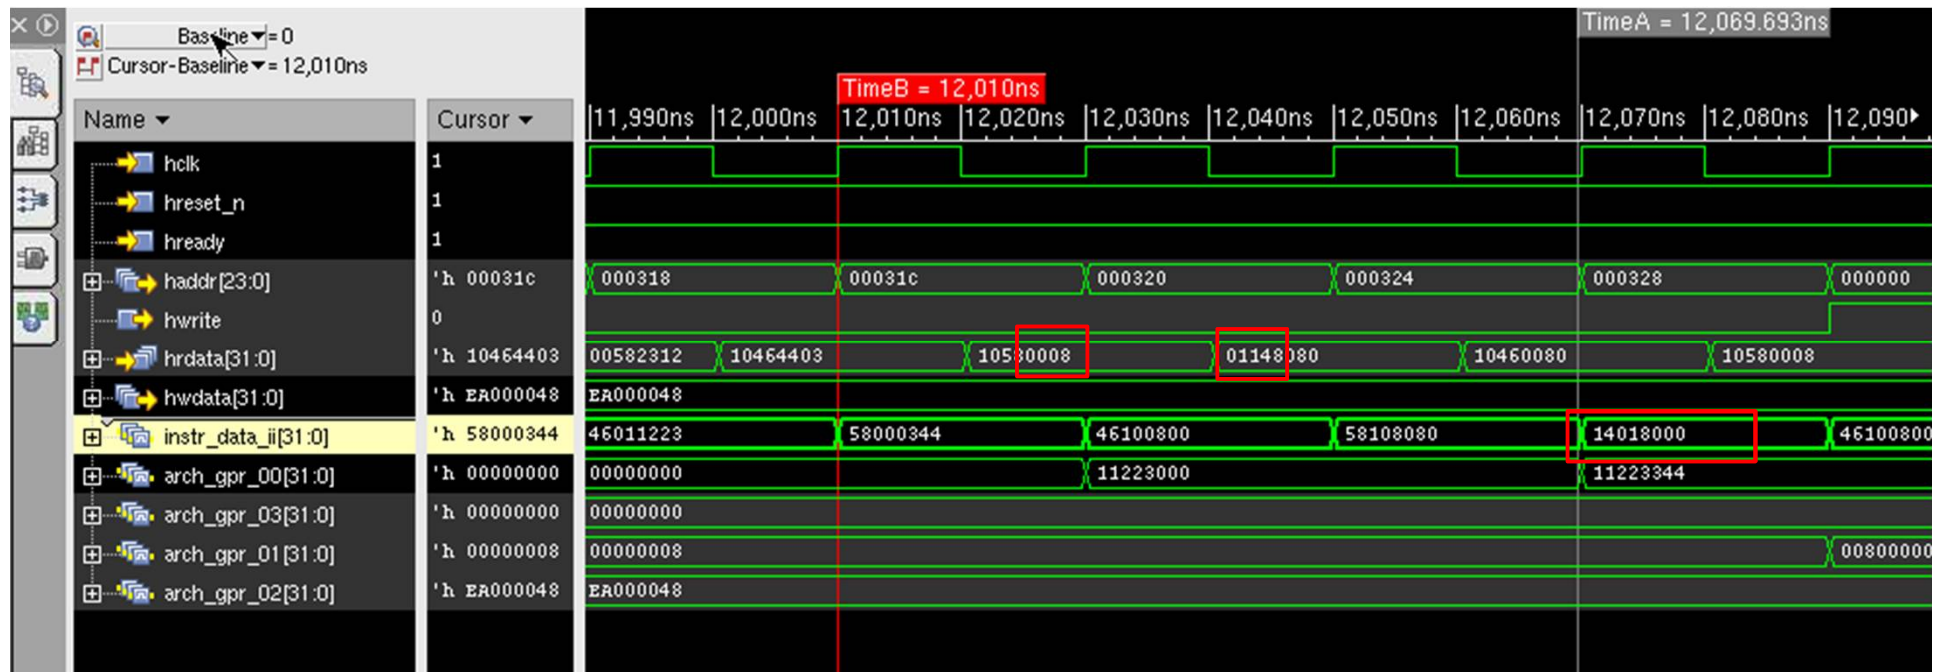 TimeA = 12,069.693ns
Baseline = 0
Cursor-Baseline = 12,010ns
TimeB = 12,010ns
Name Cursor 11,990ns 12,000ns 12,010ns 12,020ns 12,030ns 12,040ns 12,050ns 12,060ns 12,070ns 12,080ns 12,090
hclk 1
hreset_n 1
hready 1
haddr[23:0] 'h 00031c 000318 00031c 000320 000324 000328 000000
hwrite 0
hrdata[31:0] 'h 10464403 00582312 10464403 10580008 01148080 10460080 10580008
hwdata[31:0] 'h EA000048 EA000048
instr_data_ii[31:0] 'h 58000344 46011223 58000344 46100800 58108080 14018000 46100800
arch_gpr_00[31:0] 'h 00000000 00000000 11223000 11223344
arch_gpr_03[31:0] 'h 00000000 00000000
arch_gpr_01[31:0] 'h 00000008 00000008 00800000
arch_gpr_02[31:0] 'h EA000048 EA000048